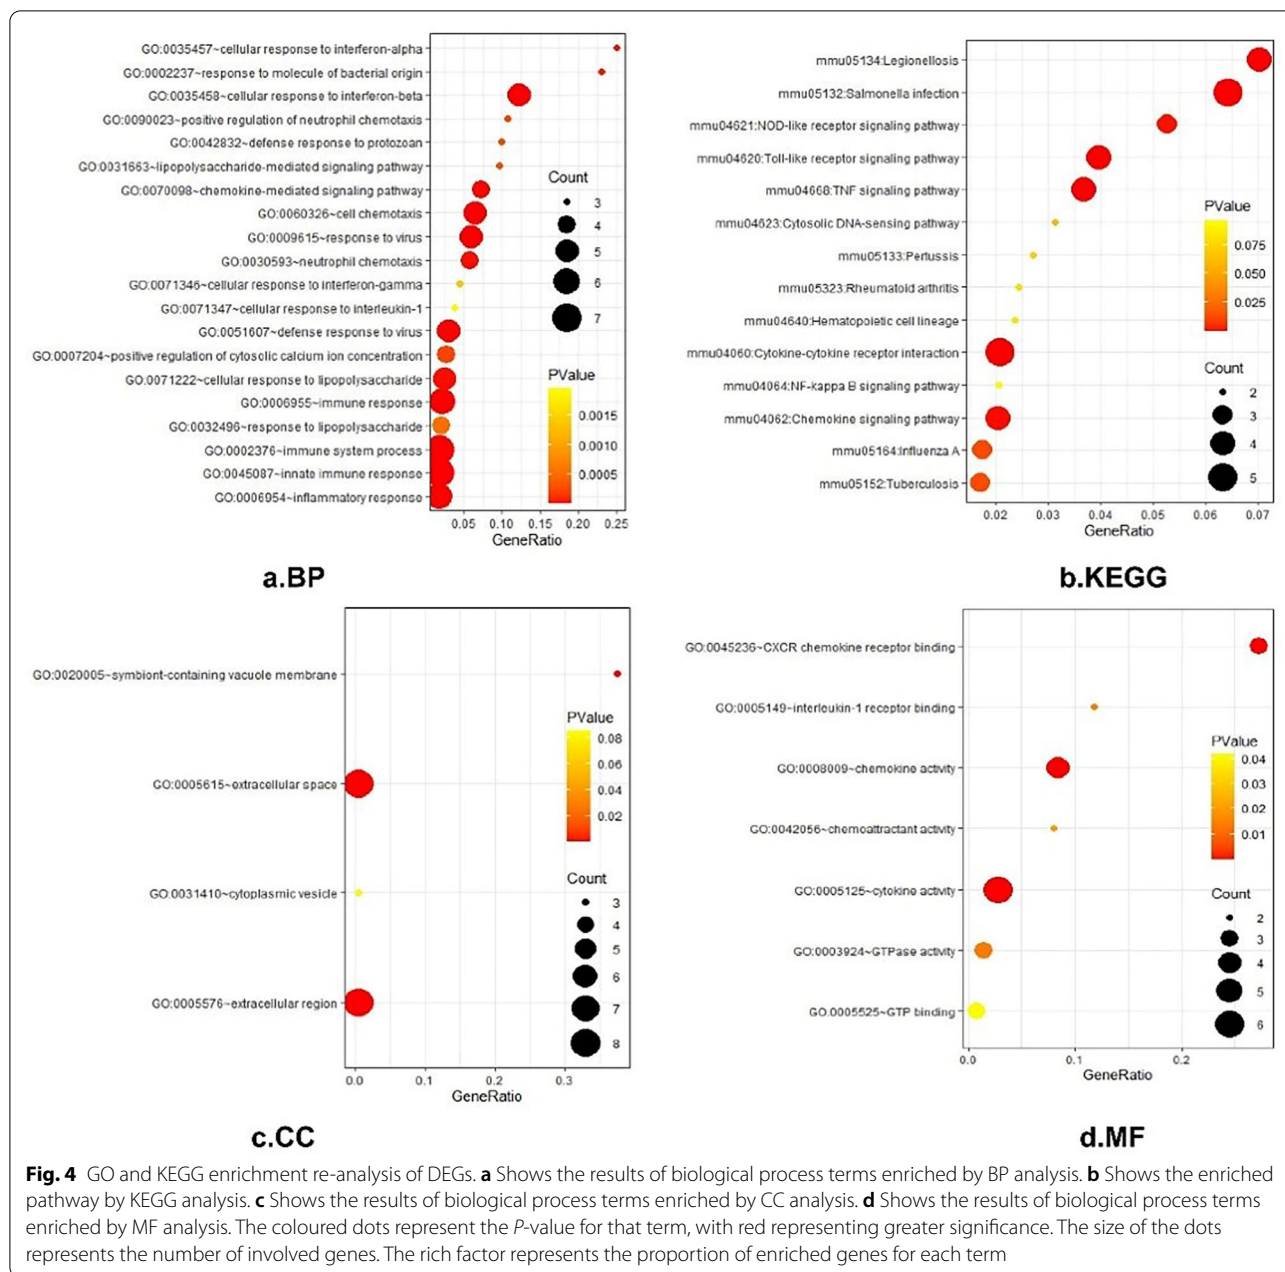 GO:0035457~cellular response to interferon-alpha
GO:0002237~response to molecule of bacterial origin
GO:0035458~cellular response to interferon-beta
GO:0090023~positive regulation of neutrophil chemotaxis
GO:0042832~defense response to protozoan
GO:0031663~lipopolysaccharide-mediated signaling pathway
GO:0070098~chemokine-mediated signaling pathway
GO:0060326~cell chemotaxis
GO:0009615~response to virus
GO:0030593~neutrophil chemotaxis
GO:0071346~cellular response to interferon-gamma
GO:0071347~cellular response to interleukin-1
GO:0051607~defense response to virus
GO:0007204~positive regulation of cytosolic calcium ion concentration
GO:0071222~cellular response to lipopolysaccharide
GO:0006955~immune response
GO:0032496~response to lipopolysaccharide
GO:0002376~immune system process
GO:0045087~innate immune response
GO:0006954~inflammatory response
Count
3
4
5
6
7
PValue
0.0015
0.0010
0.0005
0.05 0.10 0.15 0.20 0.25
GeneRatio
a.BP
mmu05134:Legionellosis
mmu05132:Salmonella infection
mmu04621:NOD-like receptor signaling pathway
mmu04620:Toll-like receptor signaling pathway
mmu04668:TNF signaling pathway
mmu04623:Cytosolic DNA-sensing pathway
mmu05133:Pertussis
mmu05323:Rheumatoid arthritis
mmu04640:Hematopoietic cell lineage
mmu04060:Cytokine-cytokine receptor interaction
mmu04064:NF-kappa B signaling pathway
mmu04062:Chemokine signaling pathway
mmu05164:Influenza A
mmu05152:Tuberculosis
PValue
0.075
0.050
0.025
Count
2
3
4
5
0.02 0.03 0.04 0.05 0.06 0.07
GeneRatio
b.KEGG
GO:0020005~symbiont-containing vacuole membrane
GO:0005615~extracellular space
GO:0031410~cytoplasmic vesicle
GO:0005576~extracellular region
PValue
0.08
0.06
0.04
0.02
Count
3
4
5
6
7
8
0.0 0.1 0.2 0.3
GeneRatio
c.CC
GO:0045236~CXCR chemokine receptor binding
GO:0005149~interleukin-1 receptor binding
GO:0008009~chemokine activity
GO:0042056~chemoattractant activity
GO:0005125~cytokine activity
GO:0003924~GTPase activity
GO:0005525~GTP binding
PValue
0.04
0.03
0.02
0.01
Count
2
3
4
5
6
0.0 0.1 0.2
GeneRatio
d.MF
Fig. 4 GO and KEGG enrichment re-analysis of DEGs. a Shows the results of biological process terms enriched by BP analysis. b Shows the enriched
pathway by KEGG analysis. c Shows the results of biological process terms enriched by CC analysis. d Shows the results of biological process terms
enriched by MF analysis. The coloured dots represent the P-value for that term, with red representing greater significance. The size of the dots
represents the number of involved genes. The rich factor represents the proportion of enriched genes for each term